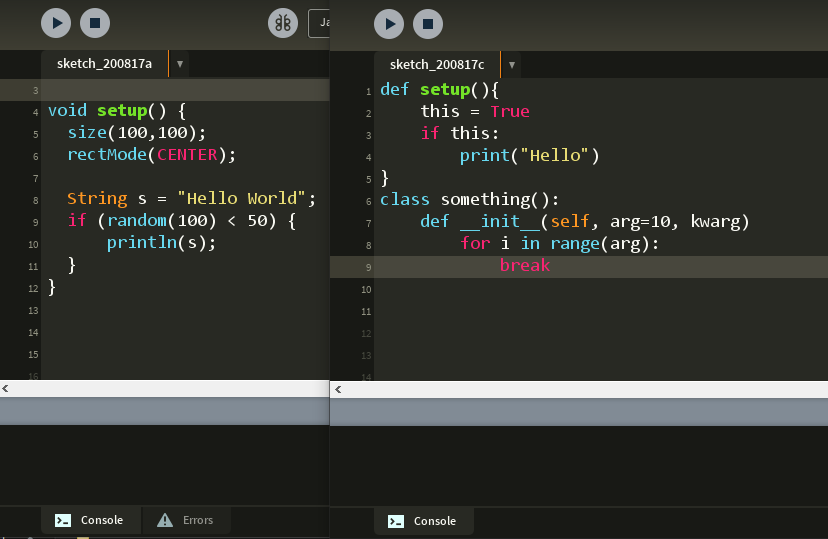 Ja
sketch_200817a ▾
3
4 void setup() {
5   size(100,100);
6   rectMode(CENTER);
7
8   String s = "Hello World";
9   if (random(100) < 50) {
10       println(s);
11   }
12 }
13
14
15
16
<
Console
Errors
sketch_200817c ▾
1 def setup(){
2     this = True
3     if this:
4         print("Hello")
5 }
6 class something():
7     def __init__(self, arg=10, kwarg)
8         for i in range(arg):
9             break
10
11
12
13
14
<
Console